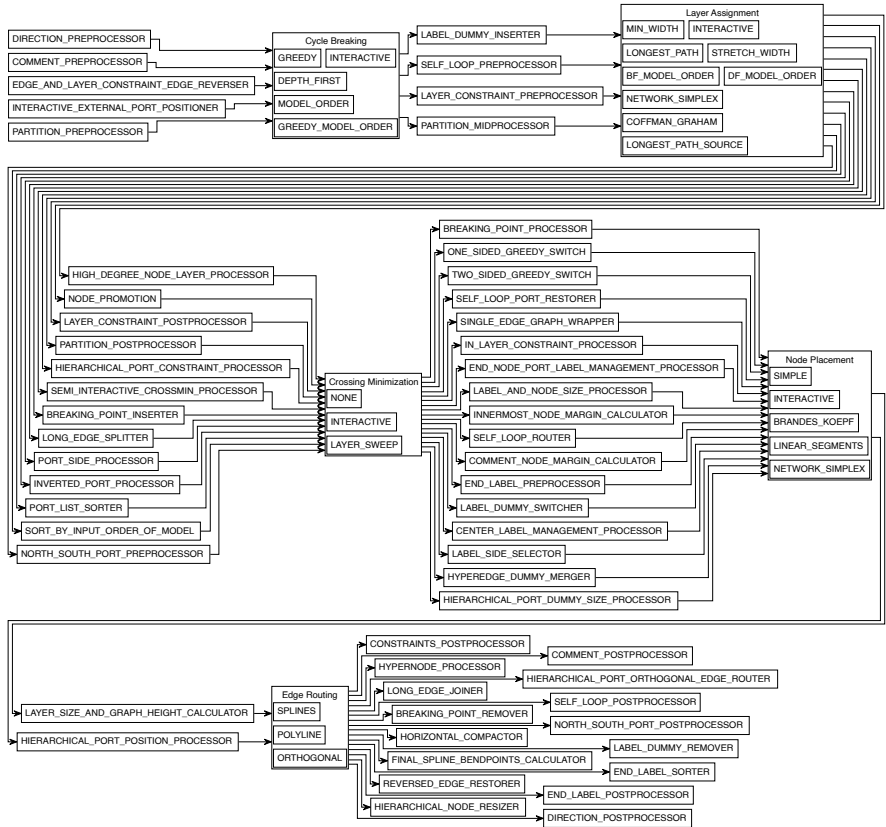 DIRECTION_PREPROCESSOR
COMMENT_PREPROCESSOR
EDGE_AND_LAYER_CONSTRAINT_EDGE_REVERSER
INTERACTIVE_EXTERNAL_PORT_POSITIONER
PARTITION_PREPROCESSOR
Cycle Breaking
GREEDY INTERACTIVE
DEPTH_FIRST
MODEL_ORDER
GREEDY_MODEL_ORDER
LABEL_DUMMY_INSERTER
SELF_LOOP_PREPROCESSOR
LAYER_CONSTRAINT_PREPROCESSOR
PARTITION_MIDPROCESSOR
Layer Assignment
MIN_WIDTH INTERACTIVE
LONGEST_PATH STRETCH_WIDTH
BF_MODEL_ORDER DF_MODEL_ORDER
NETWORK_SIMPLEX
COFFMAN_GRAHAM
LONGEST_PATH_SOURCE
HIGH_DEGREE_NODE_LAYER_PROCESSOR
NODE_PROMOTION
LAYER_CONSTRAINT_POSTPROCESSOR
PARTITION_POSTPROCESSOR
HIERARCHICAL_PORT_CONSTRAINT_PROCESSOR
SEMI_INTERACTIVE_CROSSMIN_PROCESSOR
BREAKING_POINT_INSERTER
LONG_EDGE_SPLITTER
PORT_SIDE_PROCESSOR
INVERTED_PORT_PROCESSOR
PORT_LIST_SORTER
SORT_BY_INPUT_ORDER_OF_MODEL
NORTH_SOUTH_PORT_PREPROCESSOR
Crossing Minimization
NONE
INTERACTIVE
LAYER_SWEEP
BREAKING_POINT_PROCESSOR
ONE_SIDED_GREEDY_SWITCH
TWO_SIDED_GREEDY_SWITCH
SELF_LOOP_PORT_RESTORER
SINGLE_EDGE_GRAPH_WRAPPER
IN_LAYER_CONSTRAINT_PROCESSOR
END_NODE_PORT_LABEL_MANAGEMENT_PROCESSOR
LABEL_AND_NODE_SIZE_PROCESSOR
INNERMOST_NODE_MARGIN_CALCULATOR
SELF_LOOP_ROUTER
COMMENT_NODE_MARGIN_CALCULATOR
END_LABEL_PREPROCESSOR
LABEL_DUMMY_SWITCHER
CENTER_LABEL_MANAGEMENT_PROCESSOR
LABEL_SIDE_SELECTOR
HYPEREDGE_DUMMY_MERGER
HIERARCHICAL_PORT_DUMMY_SIZE_PROCESSOR
Node Placement
SIMPLE
INTERACTIVE
BRANDES_KOEPF
LINEAR_SEGMENTS
NETWORK_SIMPLEX
LAYER_SIZE_AND_GRAPH_HEIGHT_CALCULATOR
HIERARCHICAL_PORT_POSITION_PROCESSOR
Edge Routing
SPLINES
POLYLINE
ORTHOGONAL
CONSTRAINTS_POSTPROCESSOR
COMMENT_POSTPROCESSOR
HYPERNODE_PROCESSOR
HIERARCHICAL_PORT_ORTHOGONAL_EDGE_ROUTER
LONG_EDGE_JOINER
SELF_LOOP_POSTPROCESSOR
BREAKING_POINT_REMOVER
NORTH_SOUTH_PORT_POSTPROCESSOR
HORIZONTAL_COMPACTOR
LABEL_DUMMY_REMOVER
FINAL_SPLINE_BENDPOINTS_CALCULATOR
END_LABEL_SORTER
REVERSED_EDGE_RESTORER
END_LABEL_POSTPROCESSOR
HIERARCHICAL_NODE_RESIZER
DIRECTION_POSTPROCESSOR